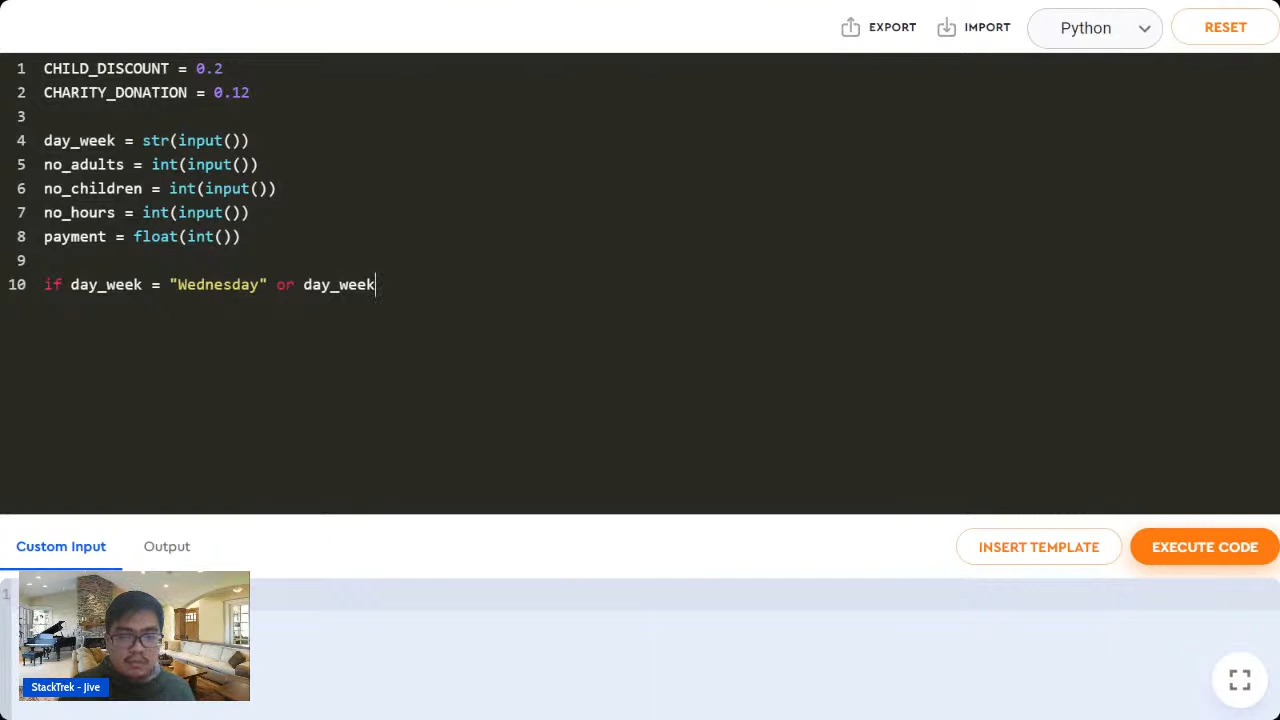 EXPORT
IMPORT
Python
RESET
1 CHILD_DISCOUNT = 0.2
2 CHARITY_DONATION = 0.12
3
4 day_week = str(input())
5 no_adults = int(input())
6 no_children = int(input())
7 no_hours = int(input())
8 payment = float(int())
9
10 if day_week = "Wednesday" or day_week
Custom Input
Output
INSERT TEMPLATE
EXECUTE CODE
1
StackTrek - Jive